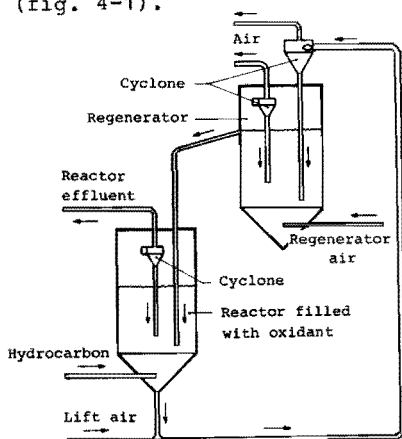 (fig. 4-1).
Air
Cyclone
Regenerator
Reactor
effluent
Regenerator
air
Cyclone
Reactor filled
with oxidant
Hydrocarbon
Lift air